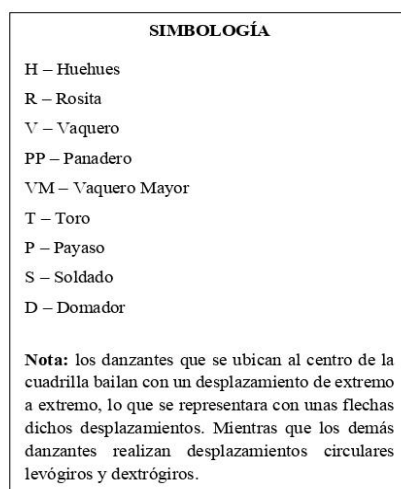 SIMBOLOGÍA
H – Huehues
R – Rosita
V – Vaquero
PP – Panadero
VM – Vaquero Mayor
T – Toro
P – Payaso
S – Soldado
D – Domador
Nota: los danzantes que se ubican al centro de la
cuadrilla bailan con un desplazamiento de extremo
a extremo, lo que se representara con unas flechas
dichos desplazamientos. Mientras que los demás
danzantes realizan desplazamientos circulares
levógiros y dextrógiros.